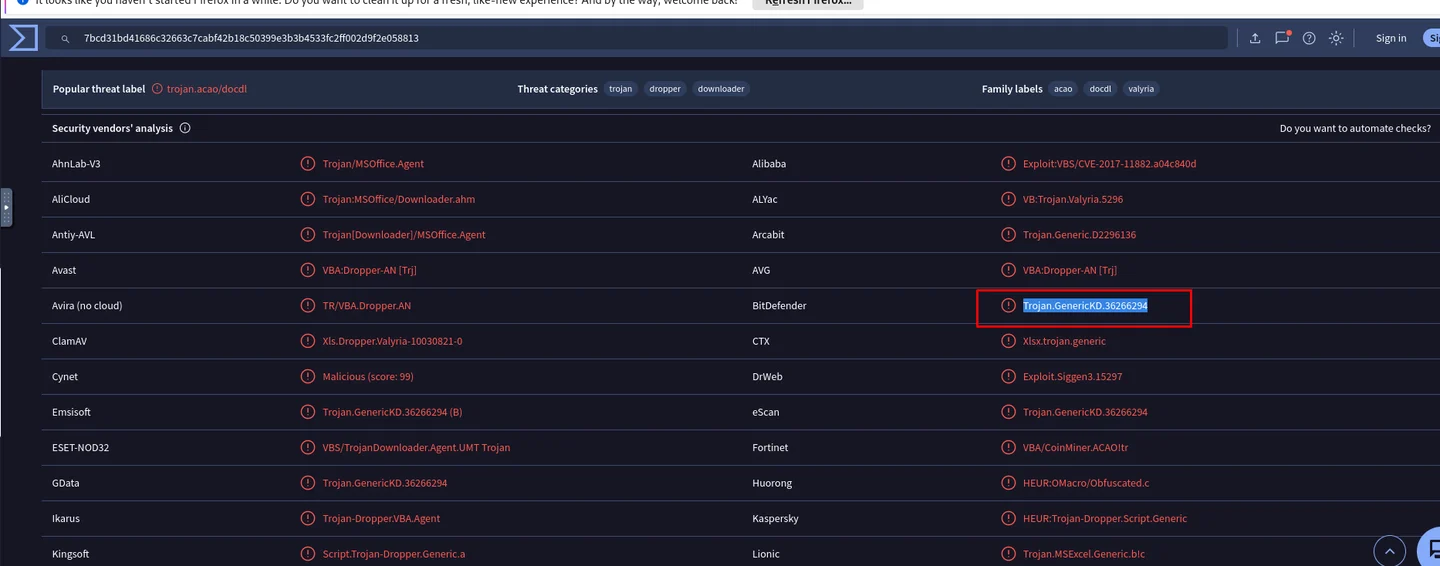 It looks like you haven't started Firefox in a while. Do you want to clean it up for a fresh, like-new experience? And by the way, welcome back! Refresh Firefox...
7bcd31bd41686c32663c7cabf42b18c50399e3b3b4533fc2ff002d9f2e058813 Sign in
Popular threat label trojan.acao/docdl Threat categories trojan dropper downloader Family labels acao docdl valyria
Security vendors' analysis Do you want to automate checks?
AhnLab-V3 Trojan/MSOffice.Agent Alibaba Exploit:VBS/CVE-2017-11882.a04c840d
AliCloud Trojan:MSOffice/Downloader.ahm ALYac VB:Trojan.Valyria.5296
Antiy-AVL Trojan[Downloader]/MSOffice.Agent Arcabit Trojan.Generic.D2296136
Avast VBA:Dropper-AN [Trj] AVG VBA:Dropper-AN [Trj]
Avira (no cloud) TR/VBA.Dropper.AN BitDefender Trojan.GenericKD.36266294
ClamAV Xls.Dropper.Valyria-10030821-0 CTX Xlsx.trojan.generic
Cynet Malicious (score: 99) DrWeb Exploit.Siggen3.15297
Emsisoft Trojan.GenericKD.36266294 (B) eScan Trojan.GenericKD.36266294
ESET-NOD32 VBS/TrojanDownloader.Agent.UMT Trojan Fortinet VBA/CoinMiner.ACAO!tr
GData Trojan.GenericKD.36266294 Huorong HEUR:OMacro/Obfuscated.c
Ikarus Trojan-Dropper.VBA.Agent Kaspersky HEUR:Trojan-Dropper.Script.Generic
Kingsoft Script.Trojan-Dropper.Generic.a Lionic Trojan.MSExcel.Generic.b!c